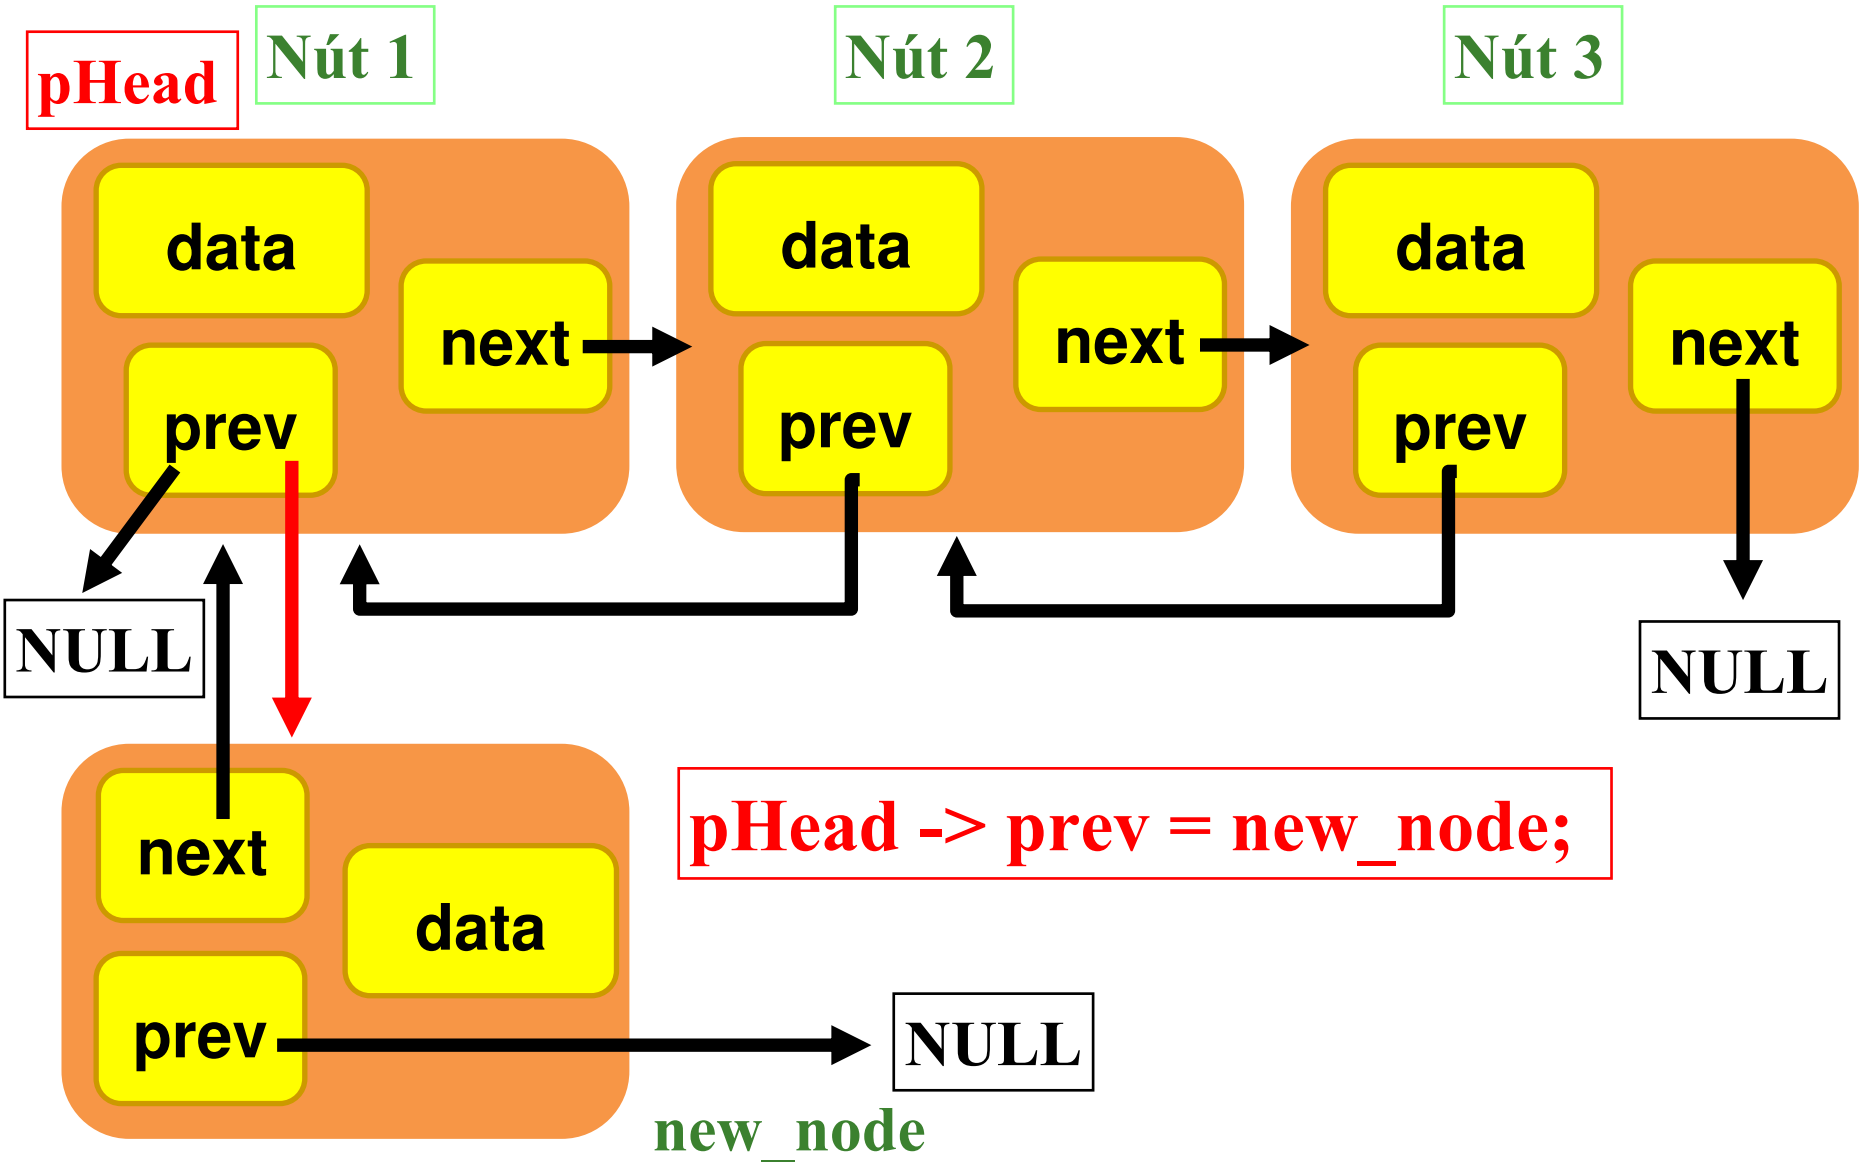 pHead
Nút 1
Nút 2
Nút 3
data
next
prev
data
next
prev
data
next
prev
NULL
NULL
next
data
prev
pHead -> prev = new_node;
NULL
new_node